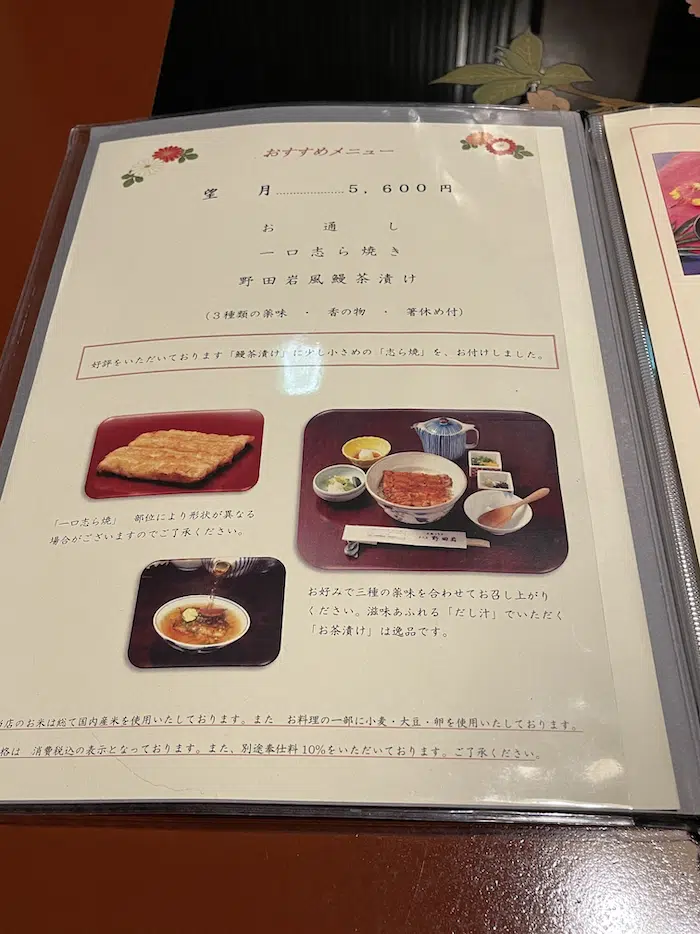 おすすめメニュー
望　月…………………5,600円
お　通　し
一口志ら焼き
野田岩風鰻茶漬け
(3種類の薬味 ・ 香の物 ・ 箸休め付)
好評をいただいております「鰻茶漬け」に少し小さめの「志ら焼」を、お付けしました。
「一口志ら焼」 部位により形状が異なる
場合がございますのでご了承ください。
野田岩
お好みで三種の薬味を合わせてお召し上がり
ください。滋味あふれる「だし汁」でいただく
「お茶漬け」は逸品です。
店のお米は総て国内産米を使用いたしております。また　お料理の一部に小麦・大豆・卵を使用しております。
格は　消費税込の表示となっております。また、別途奉仕料10%をいただいております。ご了承ください。